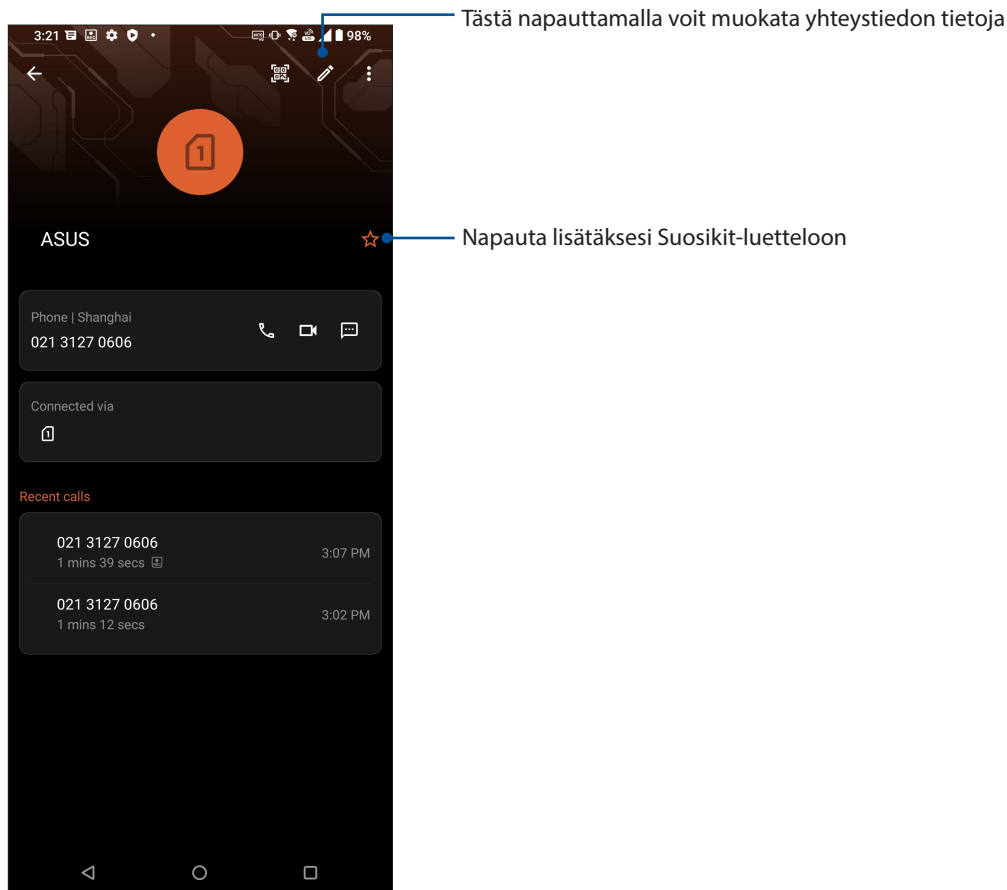 Tästä napauttamalla voit muokata yhteystiedon tietoja
3:21 98%
1
ASUS
Napauta lisätäksesi Suosikit-luetteloon
Phone | Shanghai
021 3127 0606
Connected via
1
Recent calls
021 3127 0606
1 mins 39 secs
3:07 PM
021 3127 0606
1 mins 12 secs
3:02 PM